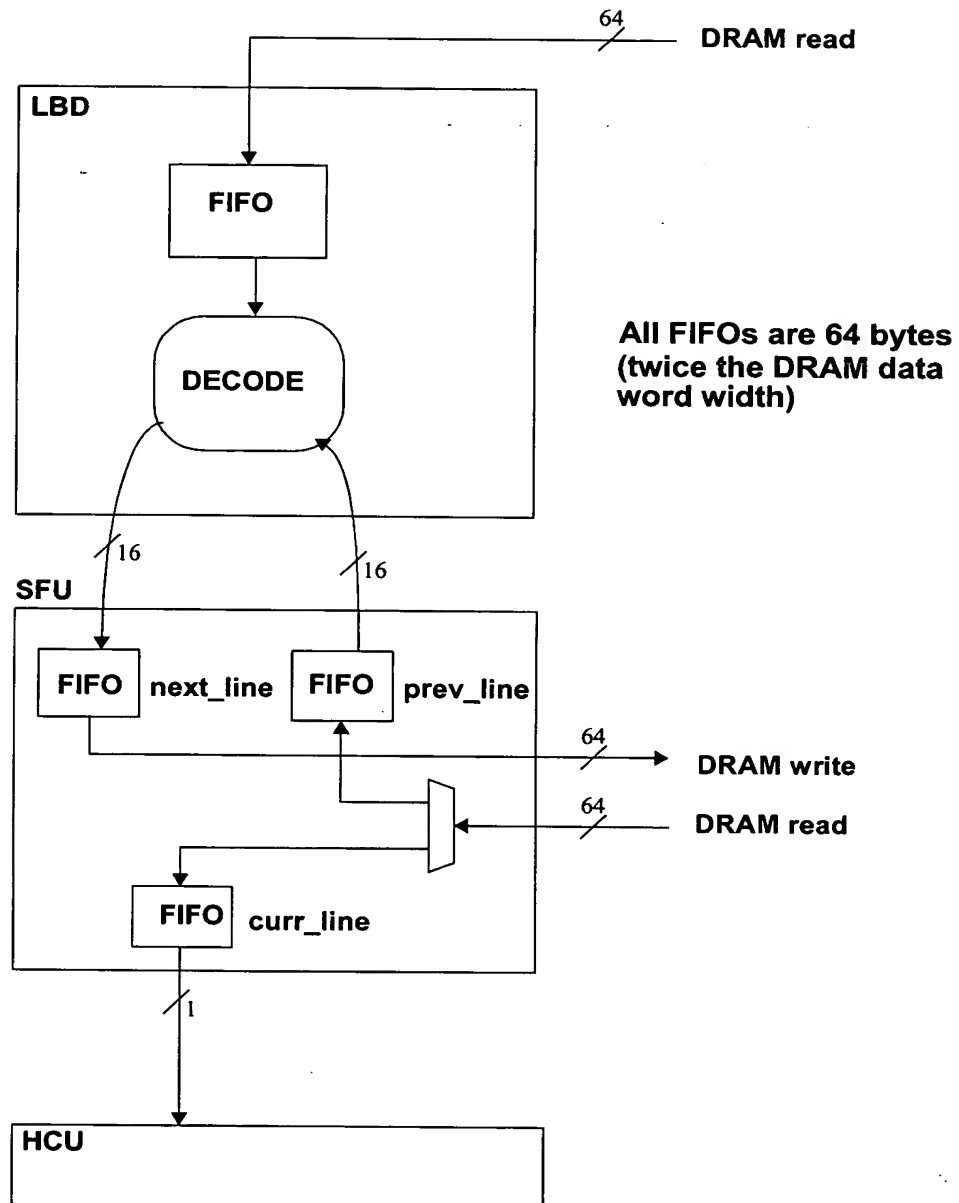 64
DRAM read
LBD
FIFO
DECODE
All FIFOs are 64 bytes
(twice the DRAM data
word width)
16
16
SFU
FIFO
next_line
FIFO
prev_line
64
DRAM write
64
DRAM read
FIFO
curr_line
1
HCU